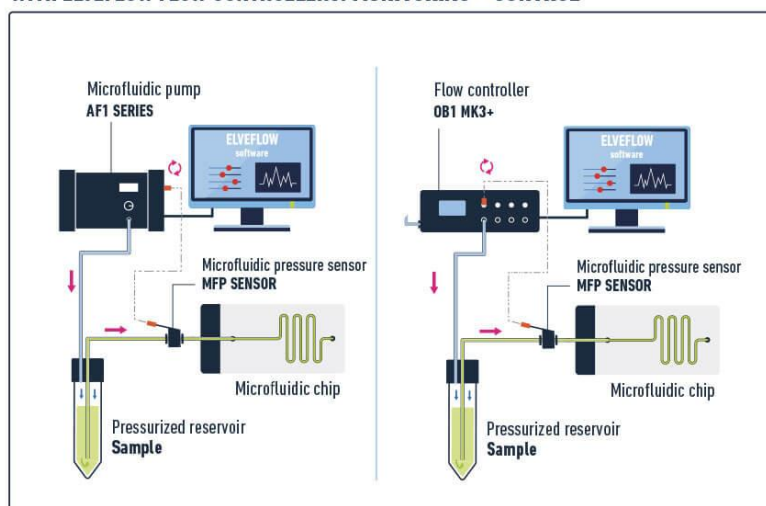 Microfluidic pump
AF1 SERIES
ELVEFLOW
software
Microfluidic pressure sensor
MFP SENSOR
Microfluidic chip
Pressurized reservoir
Sample
Flow controller
OB1 MK3+
ELVEFLOW
software
Microfluidic pressure sensor
MFP SENSOR
Microfluidic chip
Pressurized reservoir
Sample